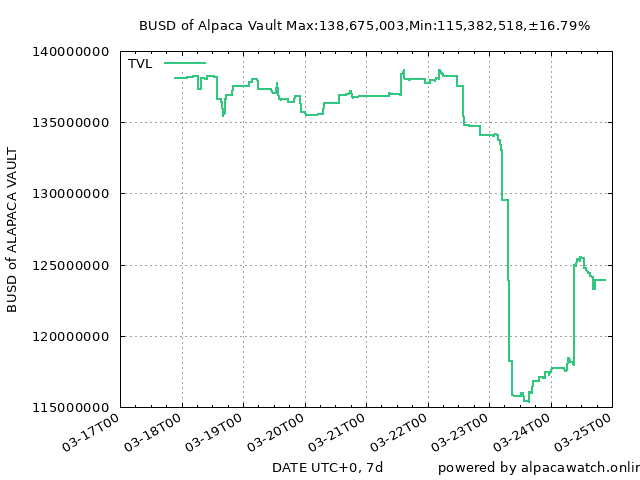 BUSD of Alpaca Vault Max:138,675,003,Min:115,382,518,±16.79%
TVL
140000000
135000000
130000000
125000000
120000000
115000000
BUSD of ALAPACA VAULT
03-17T00
03-18T00
03-19T00
03-20T00
03-21T00
03-22T00
03-23T00
03-24T00
03-25T00
DATE UTC+0, 7d
powered by alpacawatch.onlin